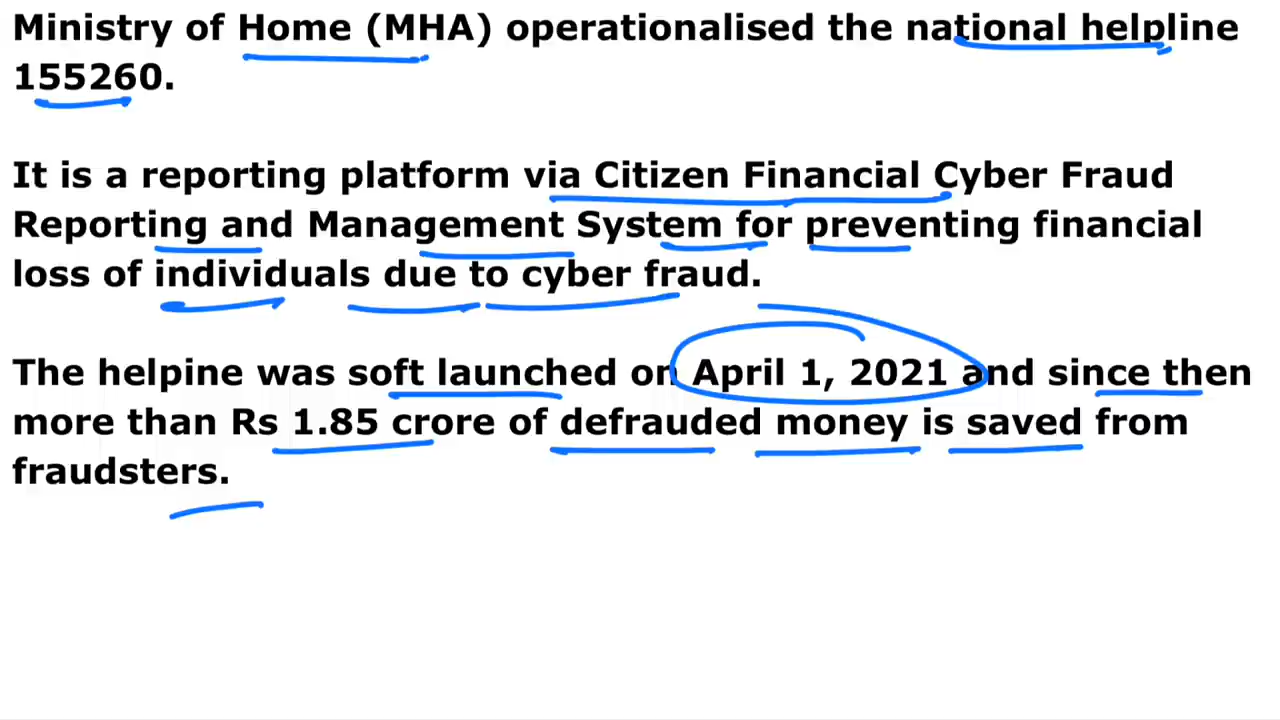 Ministry of Home (MHA) operationalised the national helpline
155260.
It is a reporting platform via Citizen Financial Cyber Fraud
Reporting and Management System for preventing financial
loss of individuals due to cyber fraud.
The helpine was soft launched on April 1, 2021 and since then
more than Rs 1.85 crore of defrauded money is saved from
fraudsters.